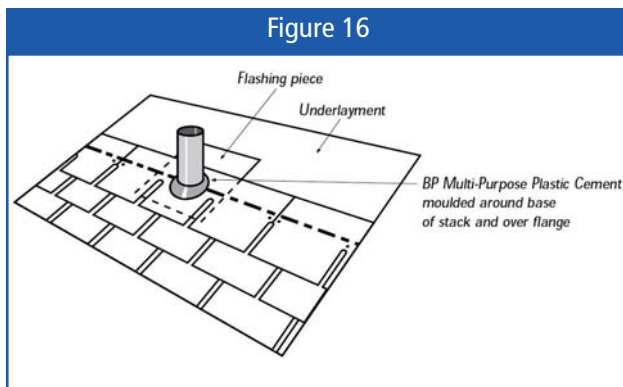 Figure 16
Flashing piece
Underlayment
BP Multi-Purpose Plastic Cement
moulded around base
of stack and over flange